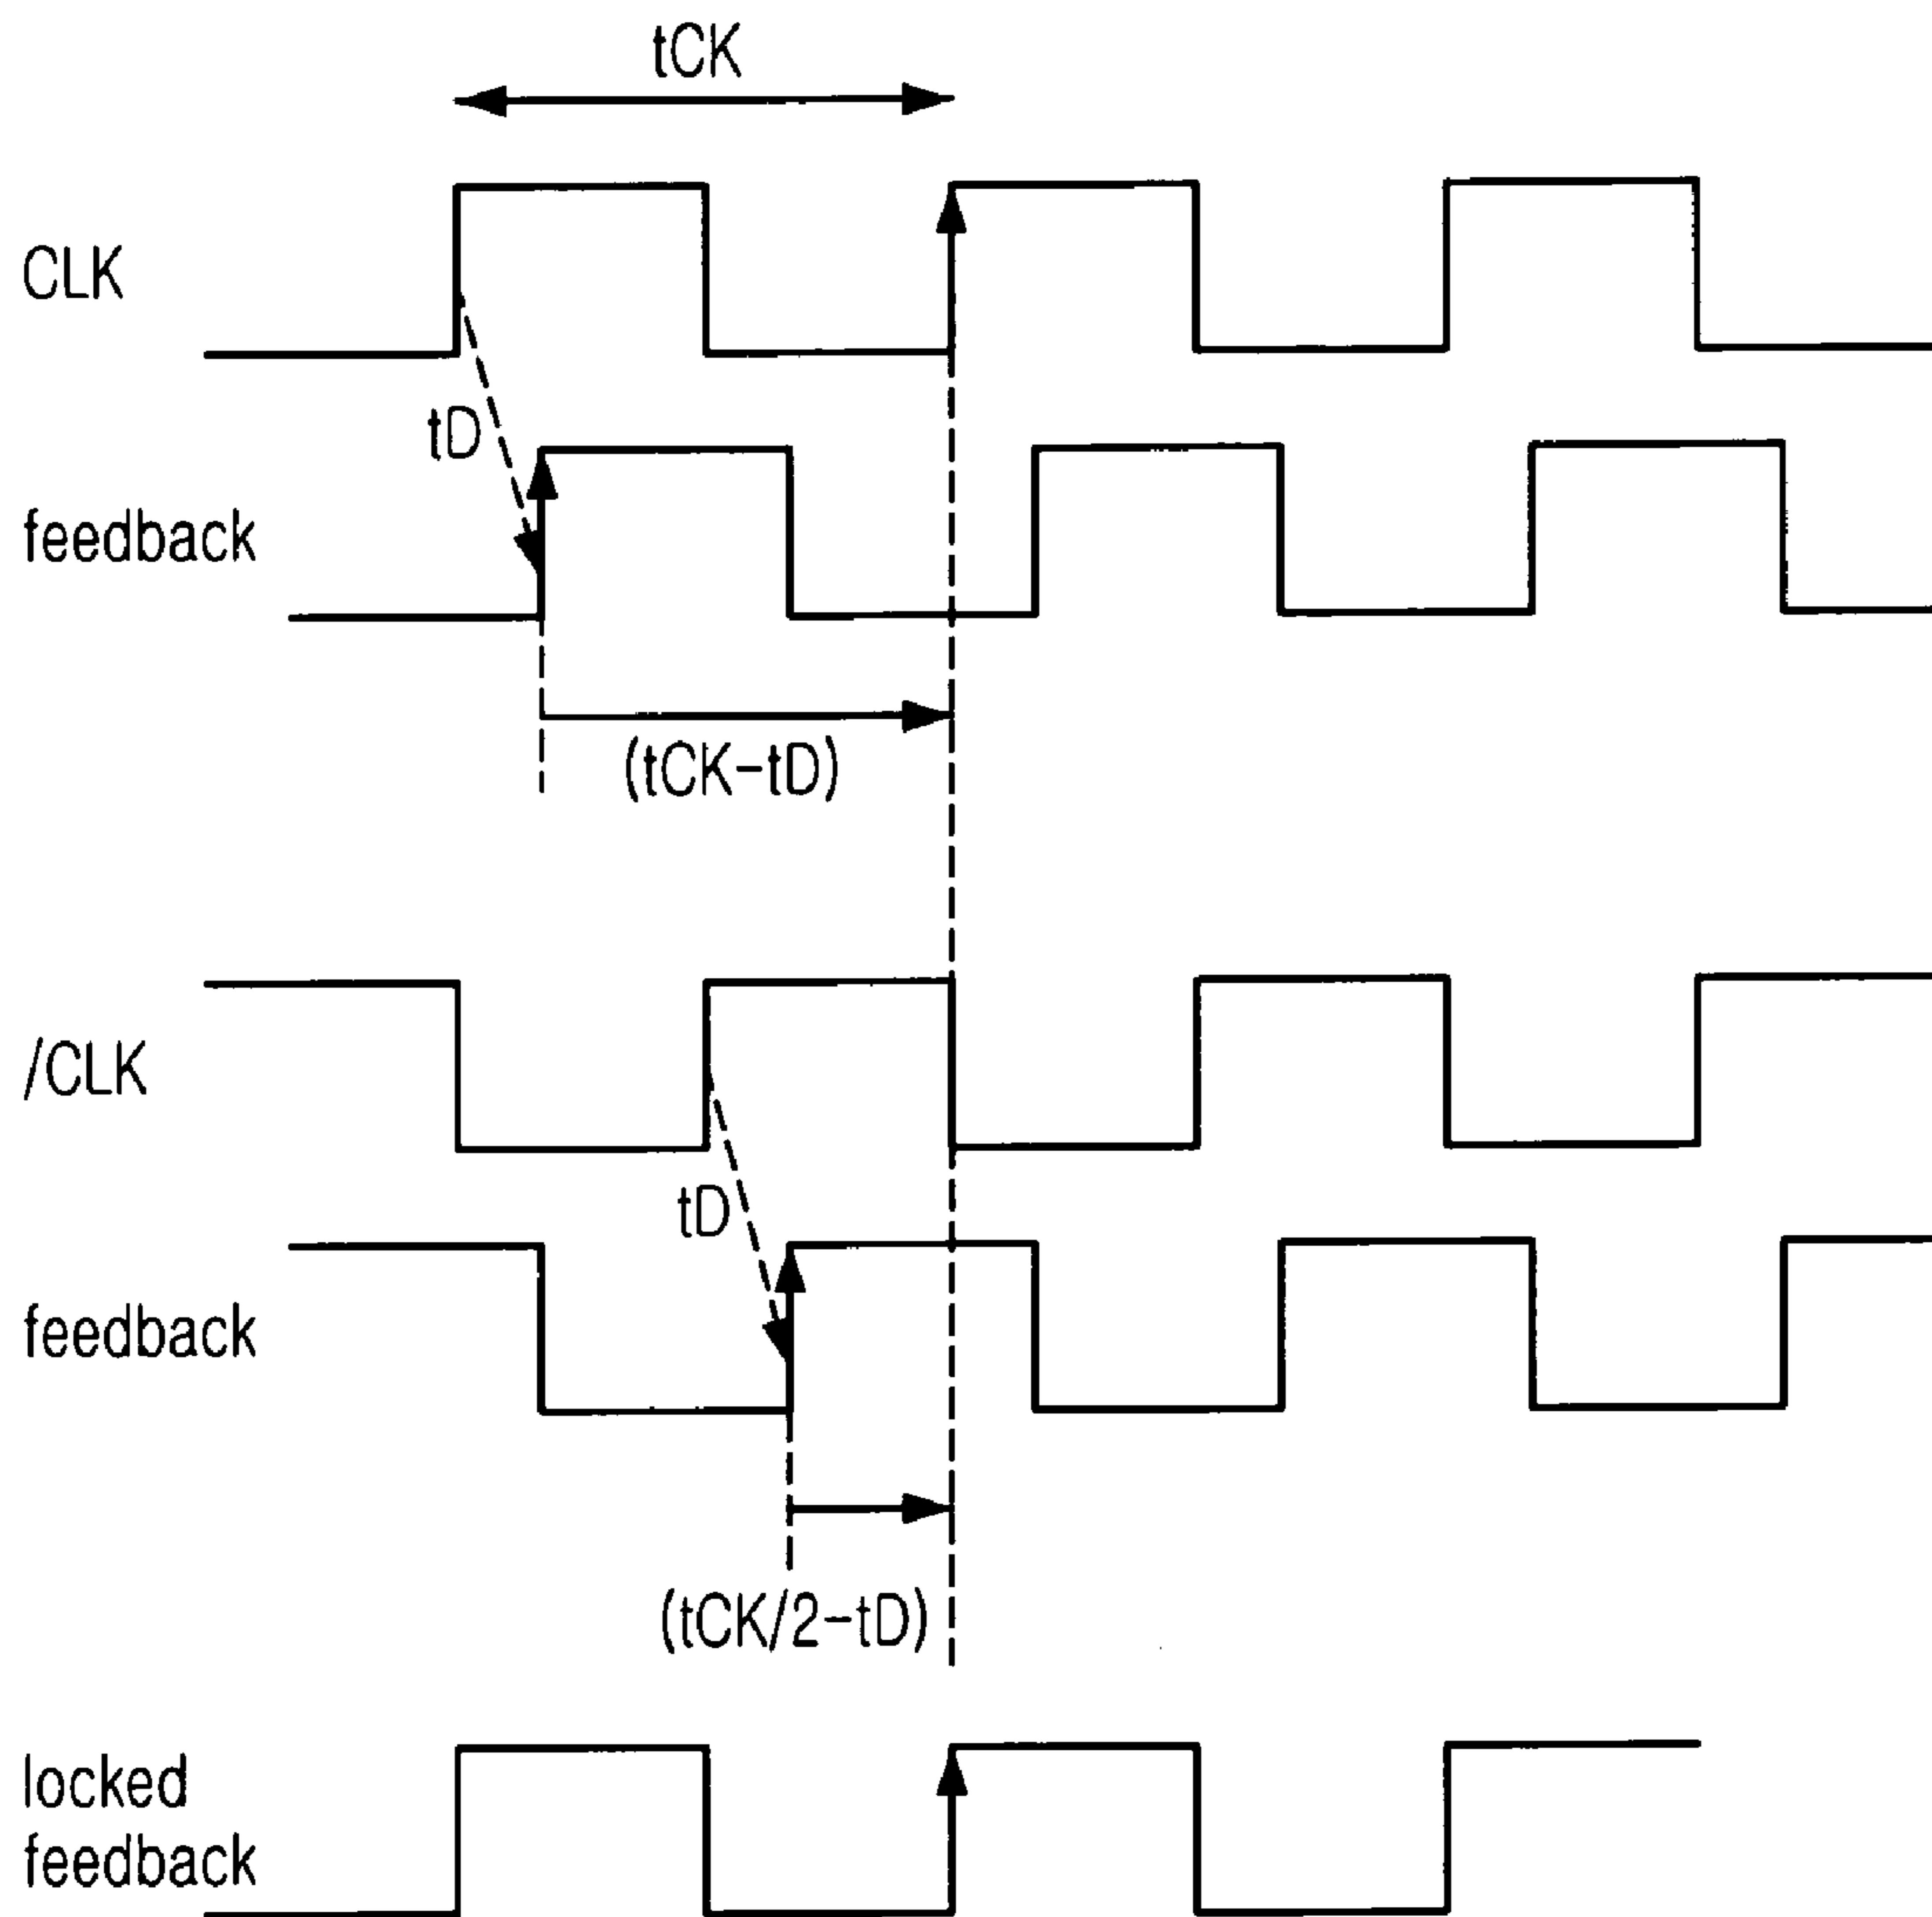 tCK
CLK
tD
feedback
(tCK-tD)
/CLK
tD
feedback
(tCK/2-tD)
locked
feedback